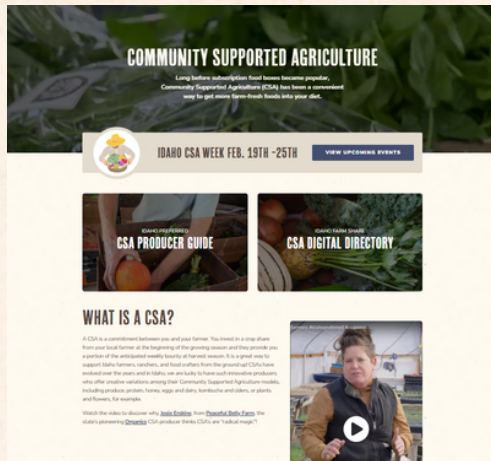 COMMUNITY SUPPORTED AGRICULTURE
Long before subscription food boxes became popular,
Community Supported Agriculture (CSA) has been a convenient
way to get more farm-fresh foods into your diet.
IDAHO CSA WEEK FEB. 19TH -25TH
VIEW UPCOMING EVENTS
IDAHO PREFERRED
CSA PRODUCER GUIDE
IDAHO FARM SHARE
CSA DIGITAL DIRECTORY
WHAT IS A CSA?
A CSA is a commitment between you and your farmer. You invest in a crop share
from your local farmer at the beginning of the growing season and they provide you
a portion of the anticipated weekly bounty at harvest season. It is a great way to
support Idaho farmers, ranchers, and food crafters from the ground up! CSAs have
evolved over the years and in Idaho, we are lucky to have such innovative producers
who offer creative variations among their Community Supported Agriculture models,
including produce, protein, honey, eggs and dairy, kombucha and ciders, or plants
and flowers, for example.
Watch the video to discover why Josie Erskine, from Peaceful Belly Farm, the
state's pioneering Organics CSA producer thinks CSA's are "radical magic"!